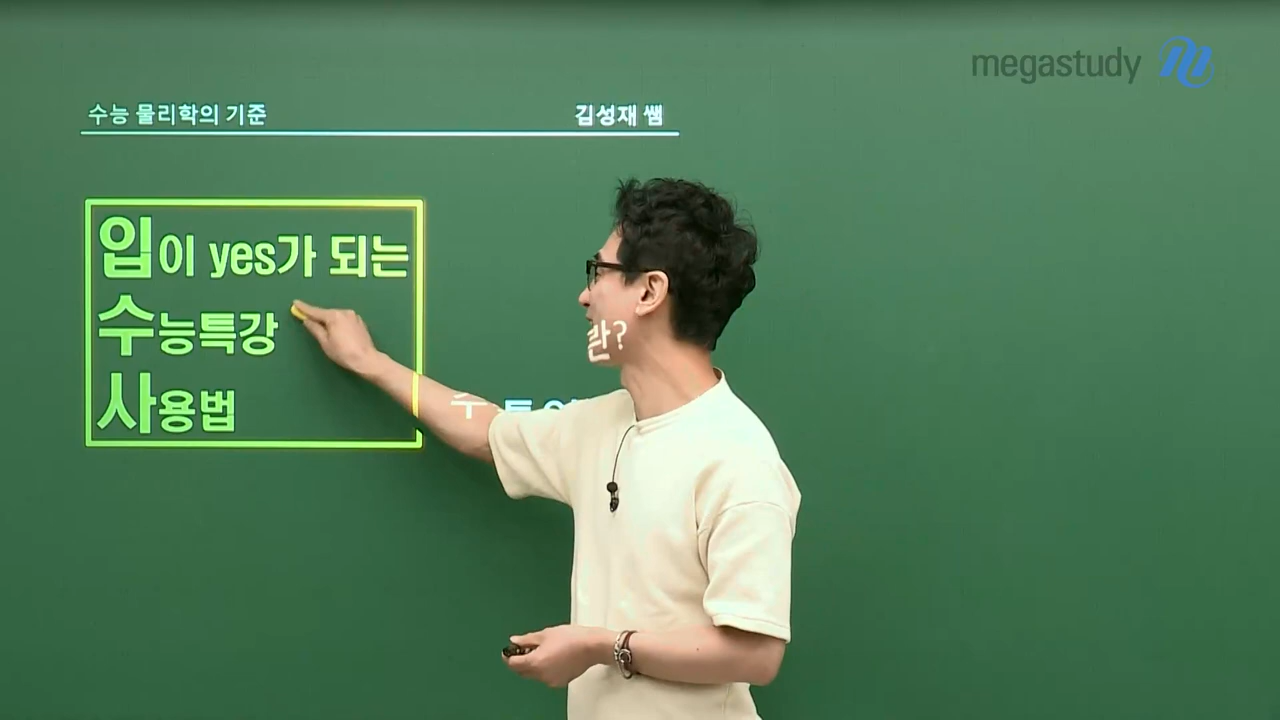 megastudy
수능 물리학의 기준 김성재 쌤
입이 yes가 되는
수능특강
사용법
란?